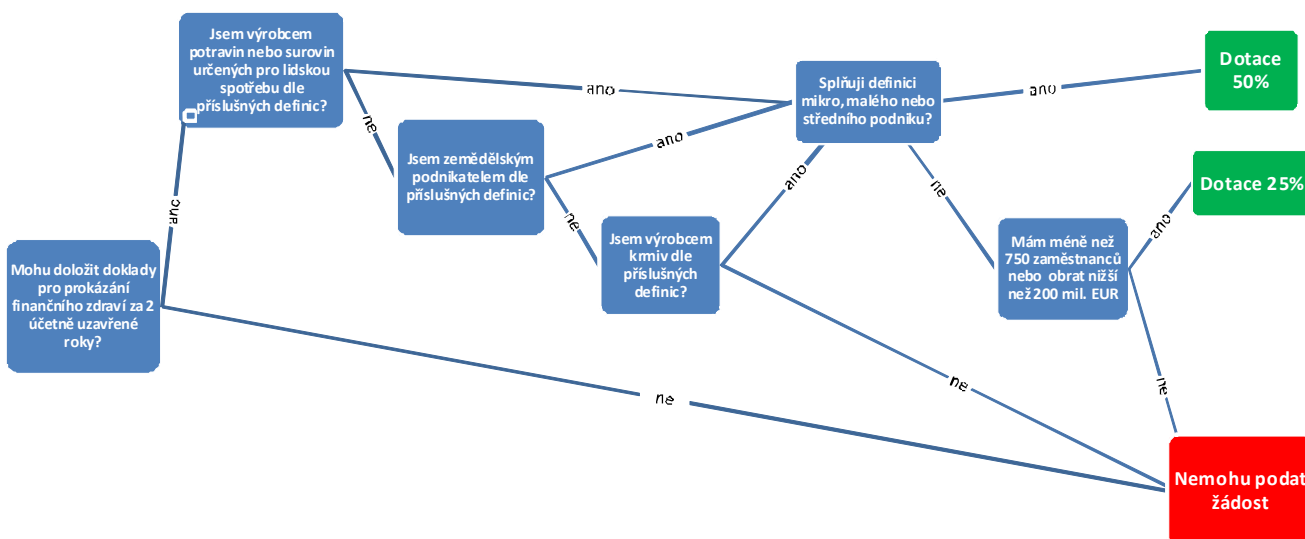 Jsem výrobcem
potravin nebo surovin
určených pro lidskou
spotřebu dle
příslušných definic?
ano
ne
Splňuji definici
mikro, malého nebo
středního podniku?
ano
Dotace
50%
Jsem zemědělským
podnikatelem dle
příslušných definic?
ano
ne
ano
ne
Dotace 25%
ano
ano
Mohu doložit doklady
pro prokázání
finančního zdraví za 2
účetně uzavřené
roky?
Jsem výrobcem
krmiv dle
příslušných
definic?
Mám méně než
750 zaměstnanců
nebo obrat nižší
než 200 mil. EUR
ne
ne
ne
Nemohu podat
žádost